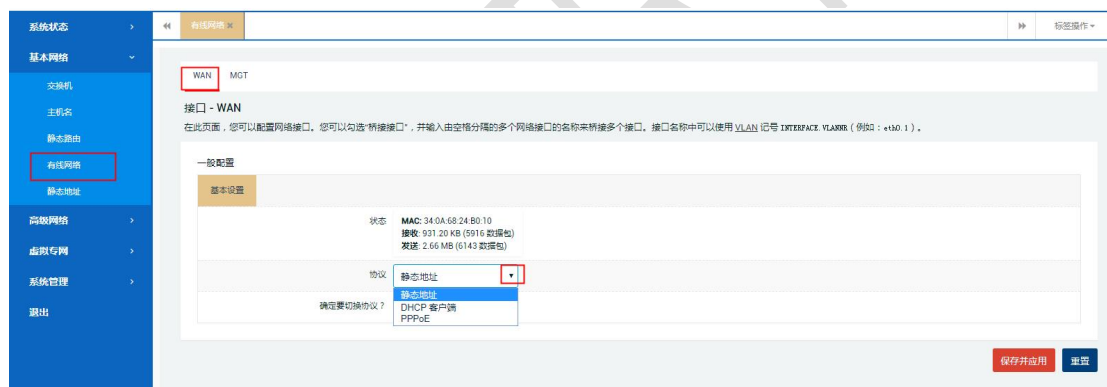 系统状态
有线网络 ×
标签操作
基本网络
交换机
主机名
静态路由
有线网络
静态地址
高级网络
虚拟专网
系统管理
退出
WAN MGT
接口 - WAN
在此页面，您可以配置网络接口。您可以勾选“桥接接口”，并输入由空格分隔的多个网络接口的名称来桥接多个接口。接口名称中可以使用 VLAN 记号 INTERFACE.VLANNR（例如：eth0.1）。
一般配置
基本设置
状态 MAC: 34:0A:68:24:B0:10
接收: 931.20 KB (5916 数据包)
发送: 2.66 MB (6143 数据包)
协议 静态地址
静态地址
DHCP 客户端
PPPoE
确定要切换协议？
保存并应用 重置